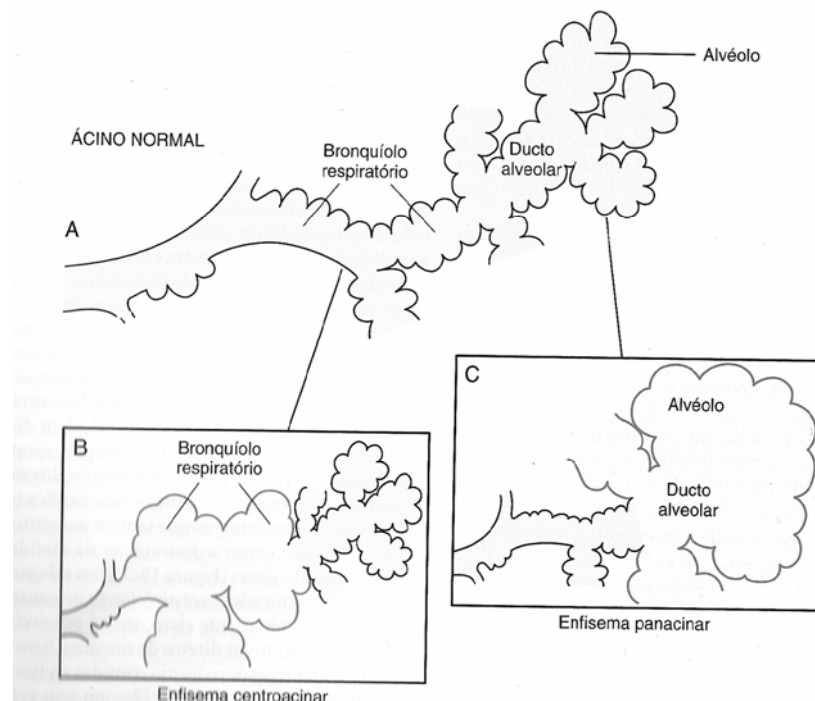 Alvéolo
ÁCINO NORMAL
Bronquíolo
respiratório
Ducto
alveolar
A
C
Alvéolo
Ducto
alveolar
Enfisema panacinar
B
Bronquíolo
respiratório
Enfisema centroacinar